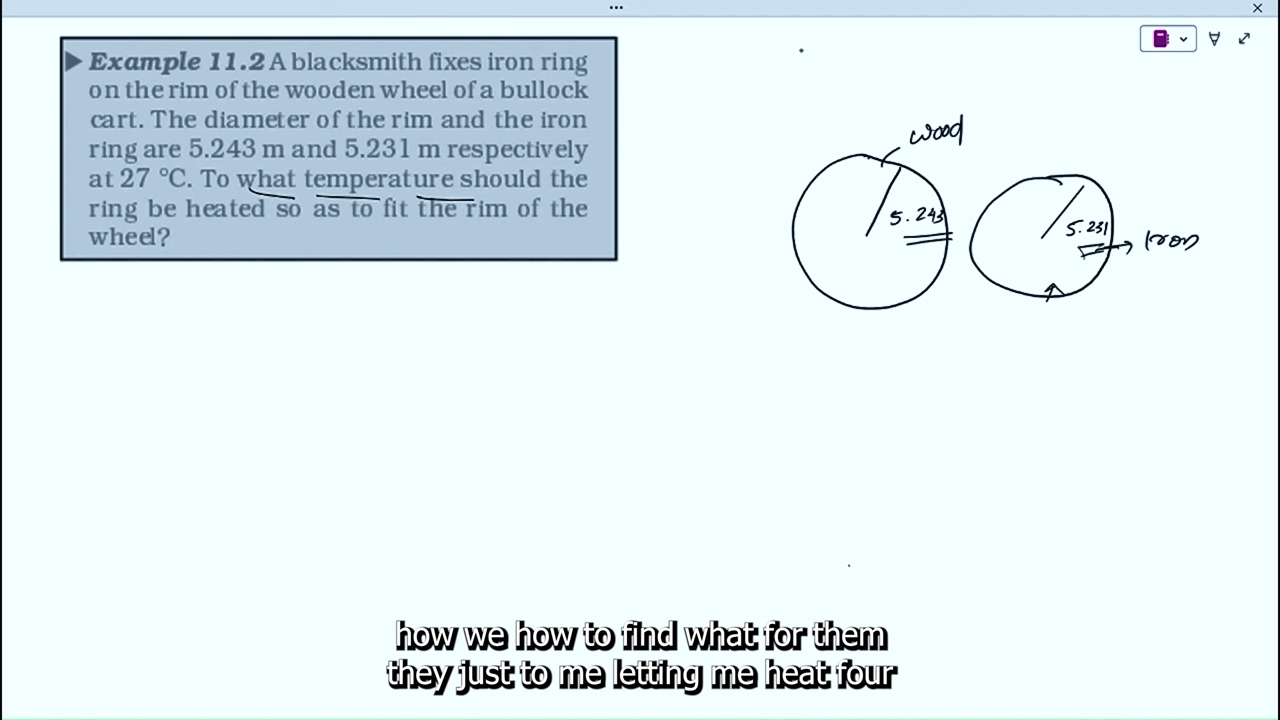 ▶ Example 11.2 A blacksmith fixes iron ring
on the rim of the wooden wheel of a bullock
cart. The diameter of the rim and the iron
ring are 5.243 m and 5.231 m respectively
at 27 °C. To what temperature should the
ring be heated so as to fit the rim of the
wheel?
wood
5.243
5.231
Iron
how we how to find what for them
they just to me letting me heat four